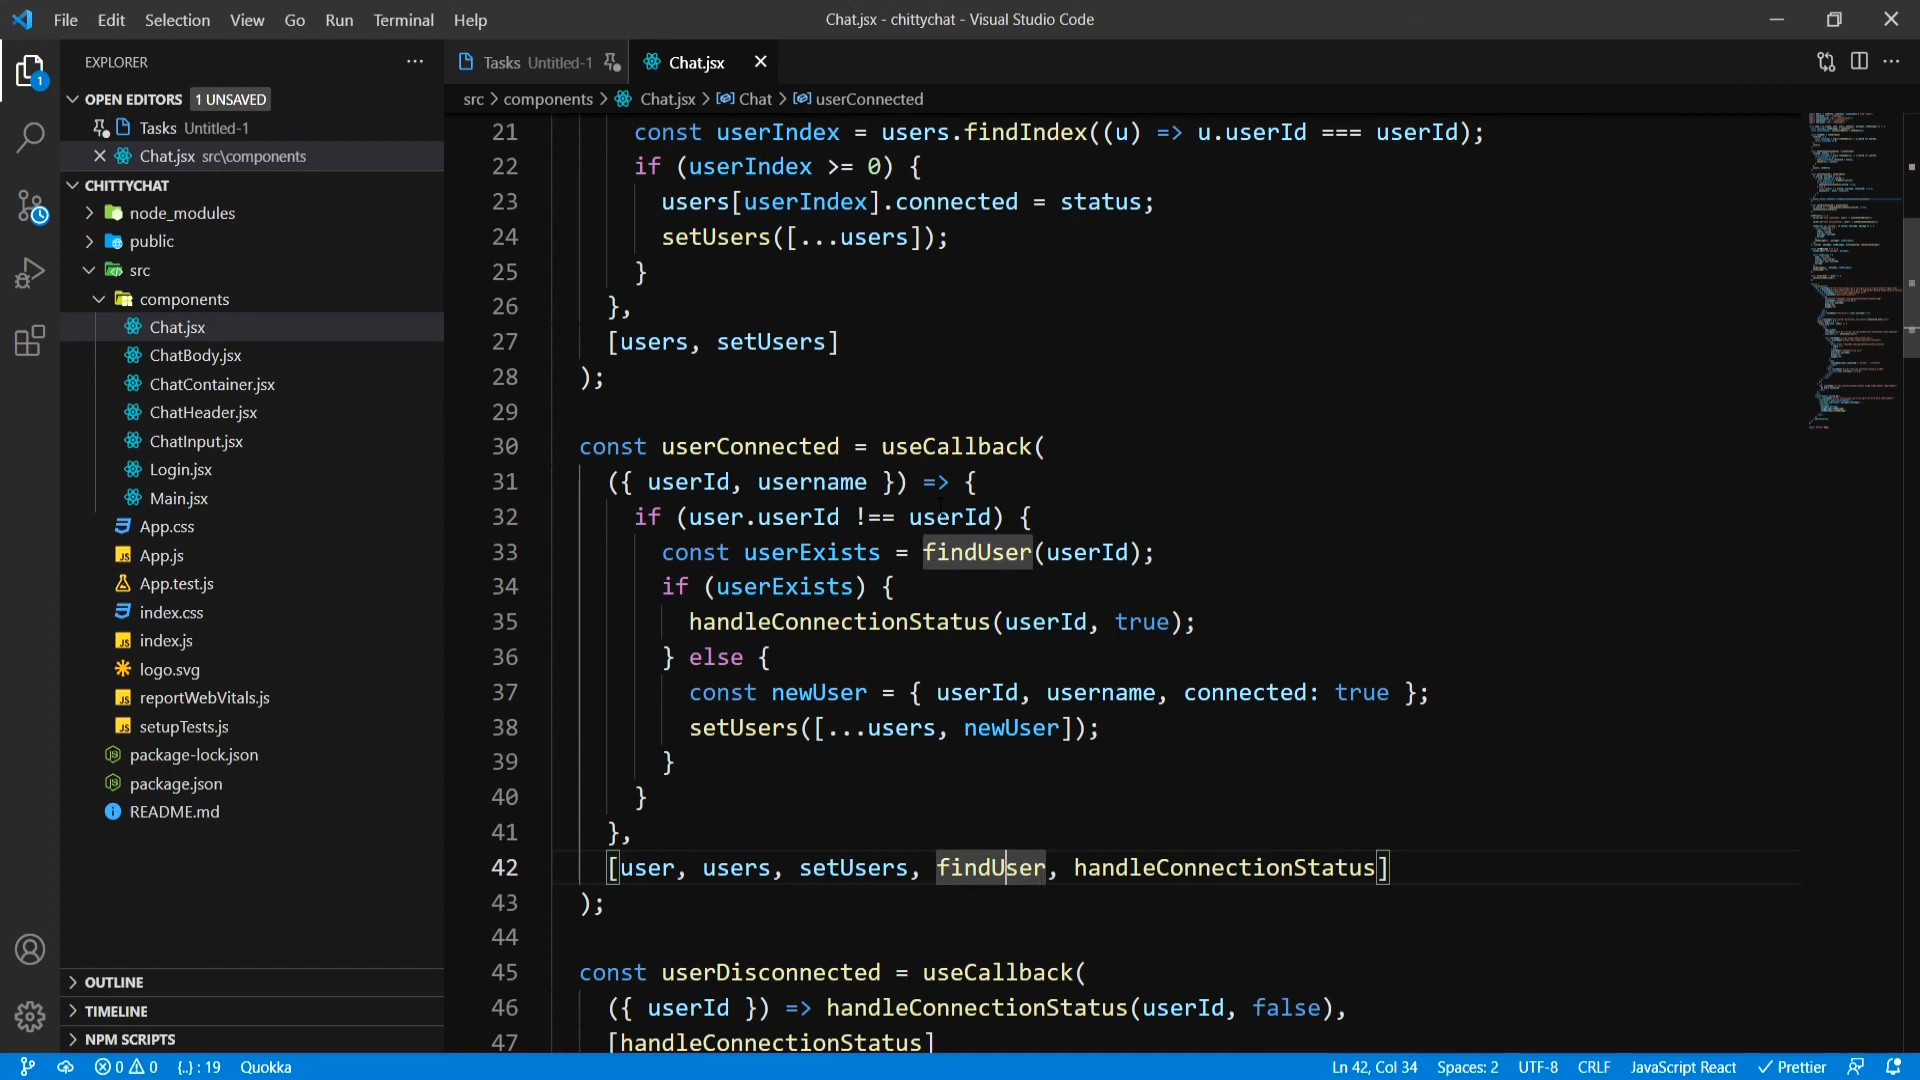 File Edit Selection View Go Run Terminal Help
Chat.jsx - chittychat - Visual Studio Code
EXPLORER
1
OPEN EDITORS 1 UNSAVED
Tasks Untitled-1
Chat.jsx src\components
CHITTYCHAT
node_modules
public
src
components
Chat.jsx
ChatBody.jsx
ChatContainer.jsx
ChatHeader.jsx
ChatInput.jsx
Login.jsx
Main.jsx
App.css
App.js
App.test.js
index.css
index.js
logo.svg
reportWebVitals.js
setupTests.js
package-lock.json
package.json
README.md
OUTLINE
TIMELINE
NPM SCRIPTS
Tasks Untitled-1
Chat.jsx
src > components > Chat.jsx > Chat > userConnected
21 const userIndex = users.findIndex((u) => u.userId === userId);
22 if (userIndex >= 0) {
23 users[userIndex].connected = status;
24 setUsers([...users]);
25 }
26 },
27 [users, setUsers]
28 );
29
30 const userConnected = useCallback(
31 ({ userId, username }) => {
32 if (user.userId !== userId) {
33 const userExists = findUser(userId);
34 if (userExists) {
35 handleConnectionStatus(userId, true);
36 } else {
37 const newUser = { userId, username, connected: true };
38 setUsers([...users, newUser]);
39 }
40 }
41 },
42 [user, users, setUsers, findUser, handleConnectionStatus]
43 );
44
45 const userDisconnected = useCallback(
46 ({ userId }) => handleConnectionStatus(userId, false),
47 [handleConnectionStatus]
0 0 {..} : 19 Quokka
Ln 42, Col 34 Spaces: 2 UTF-8 CRLF JavaScript React Prettier